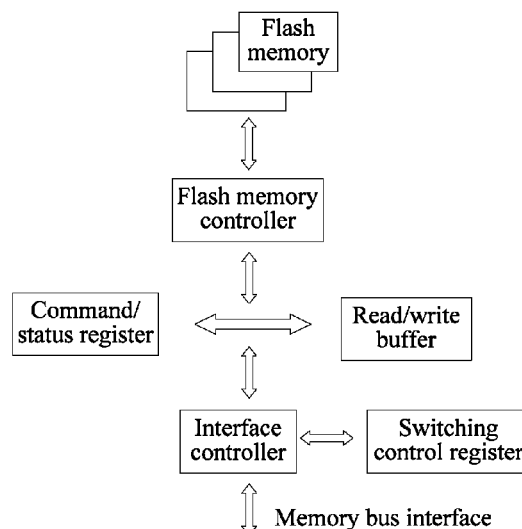 Flash
memory
Flash memory
controller
Command/
status register
Read/write
buffer
Interface
controller
Switching
control register
Memory bus interface